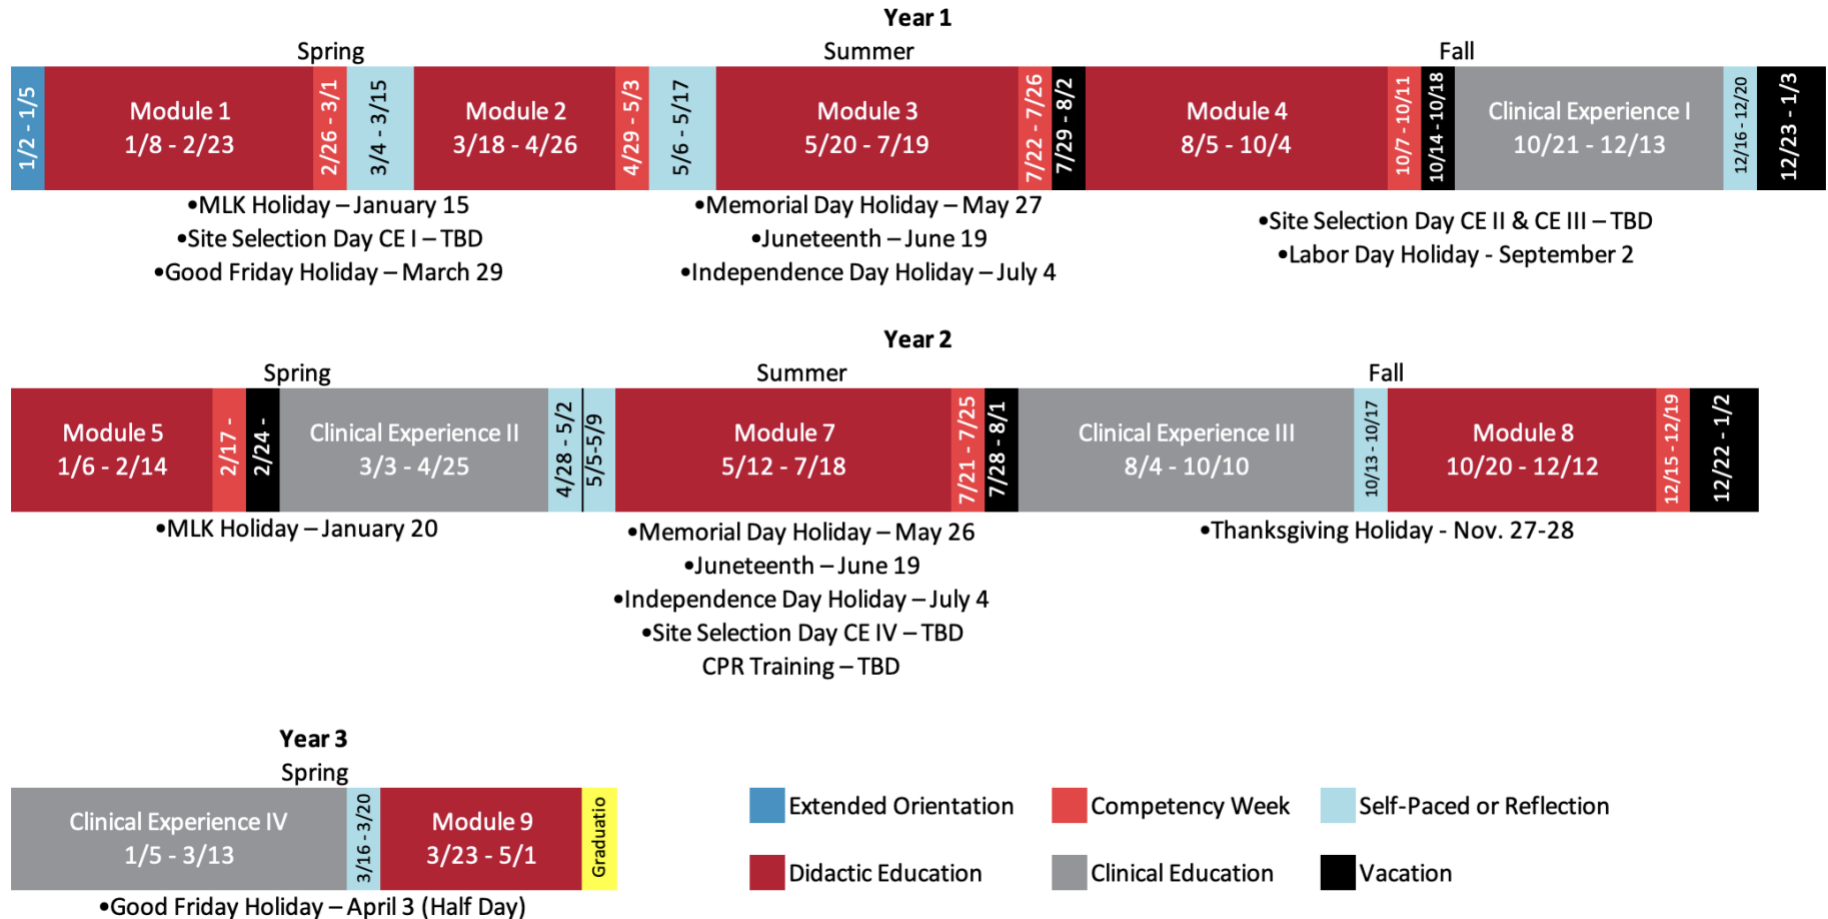 Year 1
Spring
Summer
Fall
1/2 - 1/5
Module 1
1/8 - 2/23
2/26 - 3/1
3/4 - 3/15
Module 2
3/18 - 4/26
4/29 - 5/3
5/6 - 5/17
Module 3
5/20 - 7/19
7/22 - 7/26
7/29 - 8/2
Module 4
8/5 - 10/4
10/7 -10/11
10/14 -10/18
Clinical Experience I
10/21 - 12/13
12/16 - 12/20
12/23 - 1/3
•MLK Holiday – January 15
•Site Selection Day CE I – TBD
•Good Friday Holiday – March 29
•Memorial Day Holiday – May 27
•Juneteenth – June 19
•Independence Day Holiday – July 4
•Site Selection Day CE II & CE III – TBD
•Labor Day Holiday - September 2
Year 2
Spring
Summer
Fall
Module 5
1/6 - 2/14
2/17 -
2/24 -
Clinical Experience II
3/3 - 4/25
4/28 - 5/2
5/5-5/9
Module 7
5/12 - 7/18
7/21 - 7/25
7/28 - 8/1
Clinical Experience III
8/4 - 10/10
10/13 - 10/17
Module 8
10/20 - 12/12
12/15 - 12/19
12/22 - 1/2
•MLK Holiday – January 20
•Memorial Day Holiday – May 26
•Juneteenth – June 19
•Independence Day Holiday – July 4
•Site Selection Day CE IV – TBD
CPR Training – TBD
•Thanksgiving Holiday - Nov. 27-28
Year 3
Spring
Clinical Experience IV
1/5 - 3/13
3/16 - 3/20
Module 9
3/23 - 5/1
Graduatio
•Good Friday Holiday – April 3 (Half Day)
Extended Orientation
Competency Week
Self-Paced or Reflection
Didactic Education
Clinical Education
Vacation